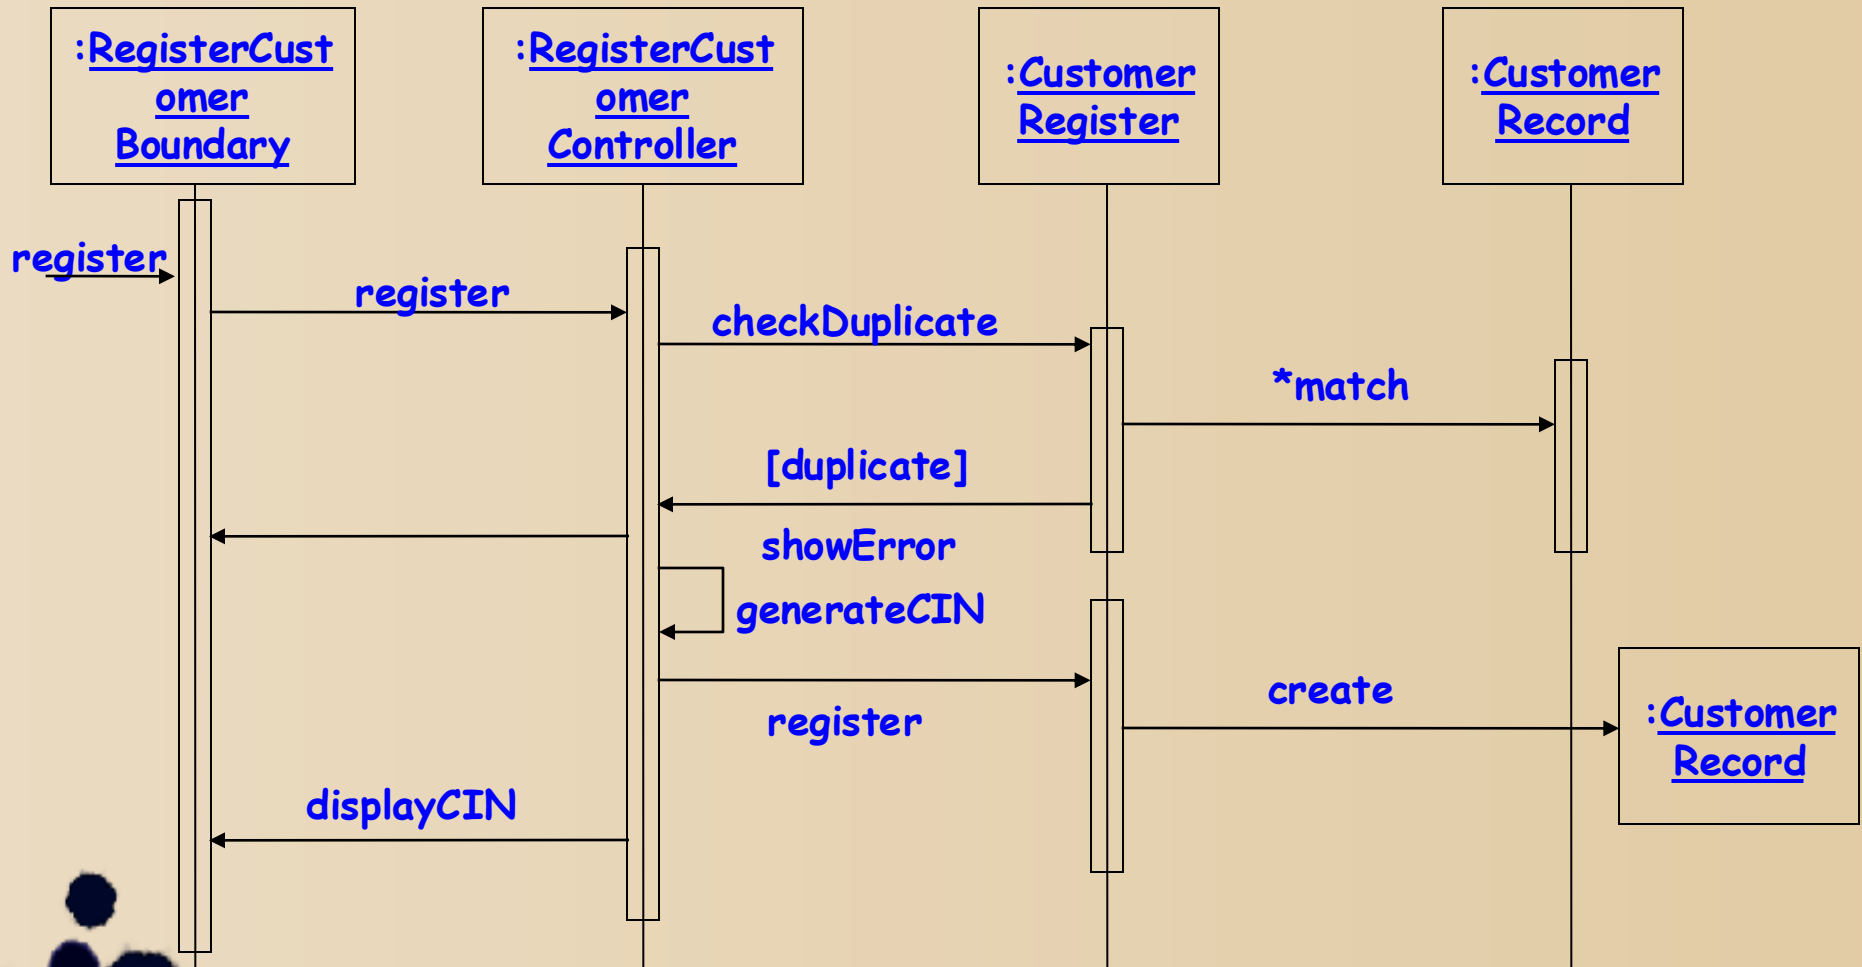 :RegisterCust
omer
Boundary
:RegisterCust
omer
Controller
:Customer
Register
:Customer
Record
register
register
checkDuplicate
*match
[duplicate]
showError
generateCIN
register
create
:Customer
Record
displayCIN